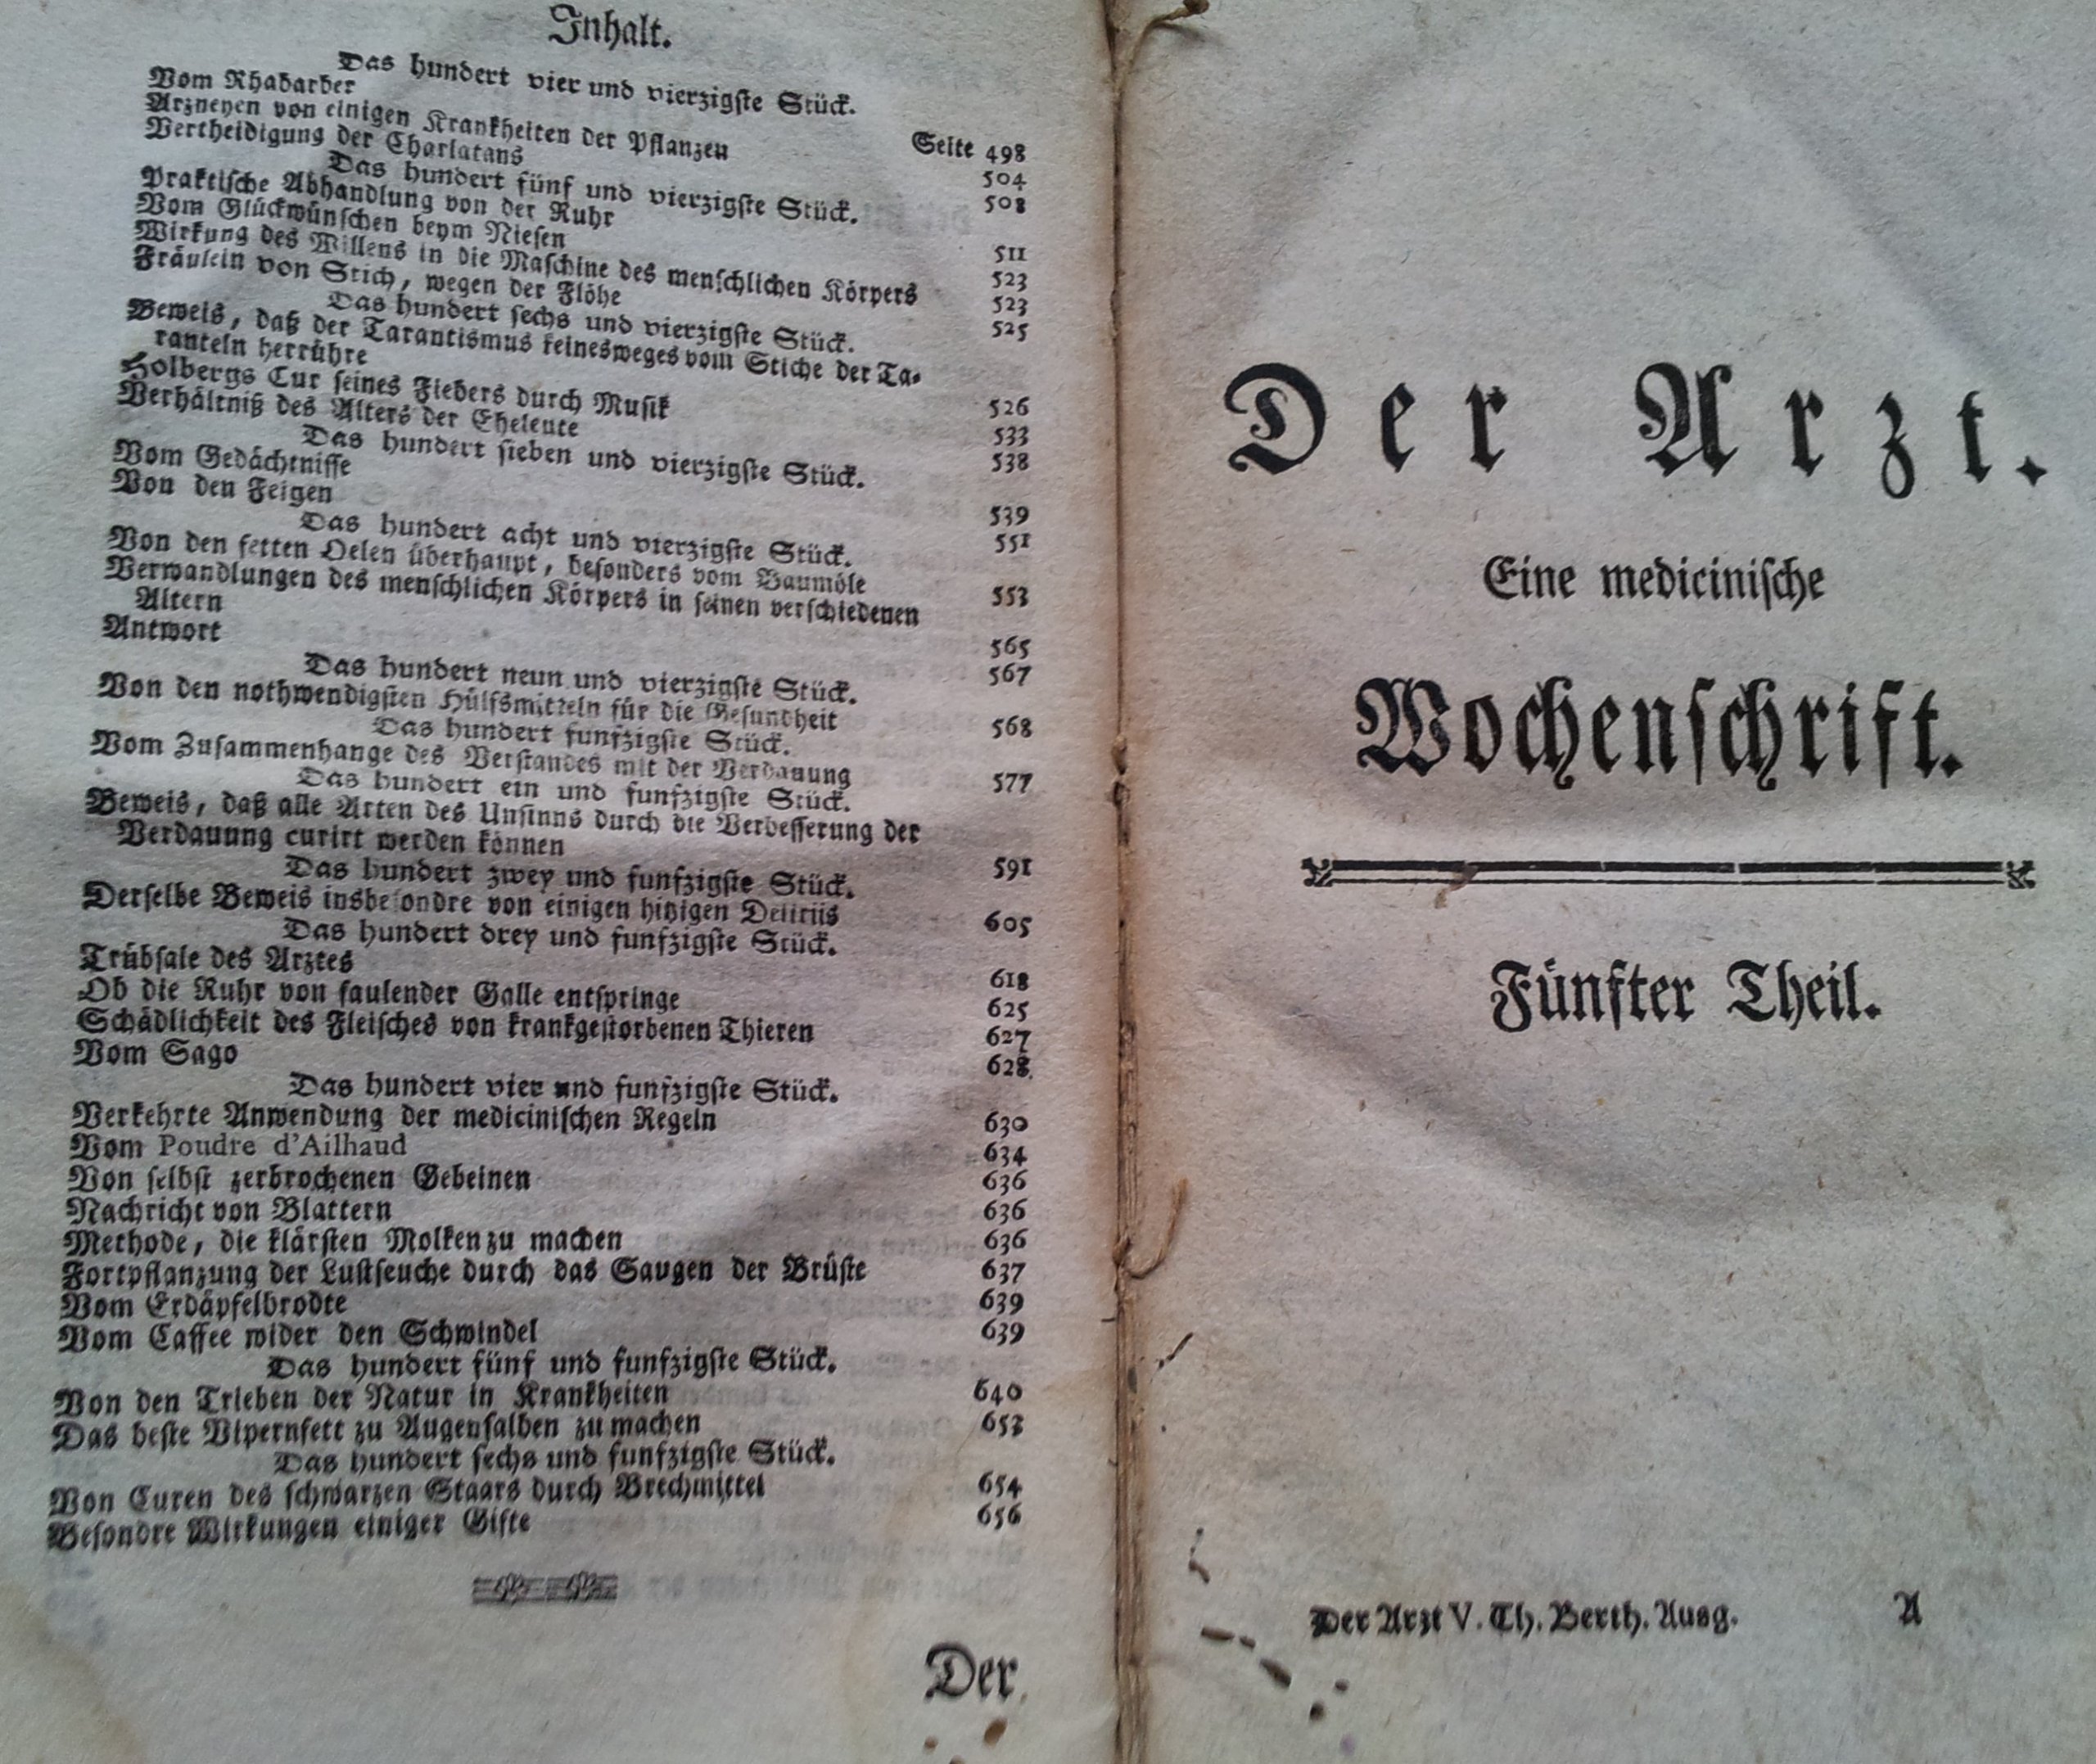 Inhalt.
Das hundert vier und vierzigste Stück.
Vom Rhabarber Seite 498
Arzneyen von einigen Krankheiten der Pflanzen 504
Vertheidigung der Charlatans 508
Das hundert fünf und vierzigste Stück.
Praktische Abhandlung von der Ruhr 511
Vom Glückwünschen beym Niesen 523
Wirkung des Willens in die Maschine des menschlichen Körpers 523
Fräulein von Stich, wegen der Flöhe 525
Das hundert sechs und vierzigste Stück.
Beweis, daß der Tarantismus keinesweges vom Stiche der Ta-
ranteln herrühre 526
Holbergs Cur seines Fiebers durch Musik 533
Verhältniß des Alters der Eheleute 538
Das hundert sieben und vierzigste Stück.
Vom Gedächtnisse 539
Von den Feigen 551
Das hundert acht und vierzigste Stück.
Von den fetten Oelen überhaupt, besonders vom Baumöle 553
Verwandlungen des menschlichen Körpers in seinen verschiedenen
Altern 565
Antwort 567
Das hundert neun und vierzigste Stück.
Von den nothwendigsten Hülfsmitteln für die Gesundheit 568
Das hundert funfzigste Stück.
Vom Zusammenhange des Verstandes mit der Verdauung 577
Das hundert ein und funfzigste Stück.
Beweis, daß alle Arten des Unsinns durch die Verbesserung der
Verdauung curirt werden können 591
Das hundert zwey und funfzigste Stück.
Derselbe Beweis insbesondre von einigen hitzigen Deliriis 605
Das hundert drey und funfzigste Stück.
Trübsale des Arztes 618
Ob die Ruhr von faulender Galle entspringe 625
Schädlichkeit des Fleisches von krankgestorbenen Thieren 627
Vom Sago 628
Das hundert vier und funfzigste Stück.
Verkehrte Anwendung der medicinischen Regeln 630
Vom Poudre d'Ailhaud 634
Von selbst zerbrochenen Gebeinen 636
Nachricht von Blattern 636
Methode, die klärsten Molken zu machen 636
Fortpflanzung der Lustseuche durch das Saugen der Brüste 637
Vom Erdäpfelbrodte 639
Vom Caffee wider den Schwindel 639
Das hundert fünf und funfzigste Stück.
Von den Trieben der Natur in Krankheiten 640
Das beste Vipernfett zu Augensalben zu machen 653
Das hundert sechs und funfzigste Stück.
Von Curen des schwarzen Staars durch Brechmittel 654
Besondre Wirkungen einiger Gifte 656
Der
Der Arzt.
Eine medicinische
Wochenschrift.
Fünfter Theil.
Der Arzt V. Th. Berth. Ausg. A